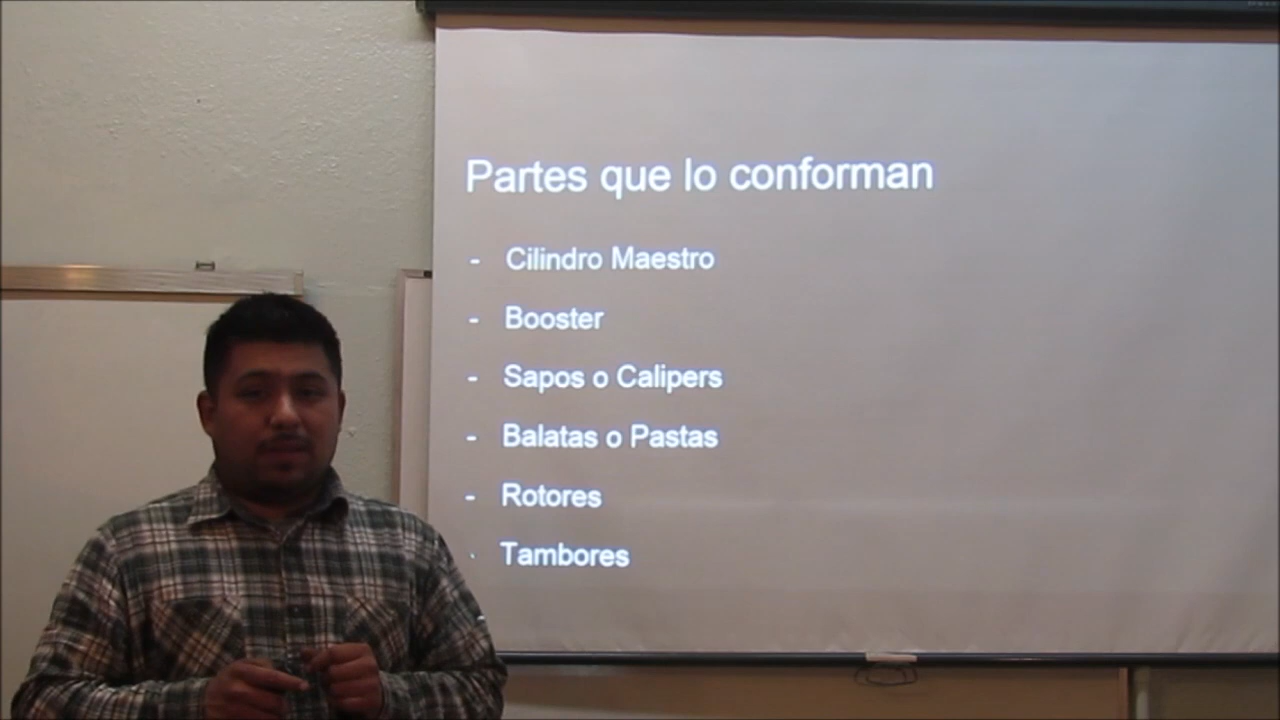 Partes que lo conforman
- Cilindro Maestro
- Booster
- Sapos o Calipers
- Balatas o Pastas
- Rotores
- Tambores